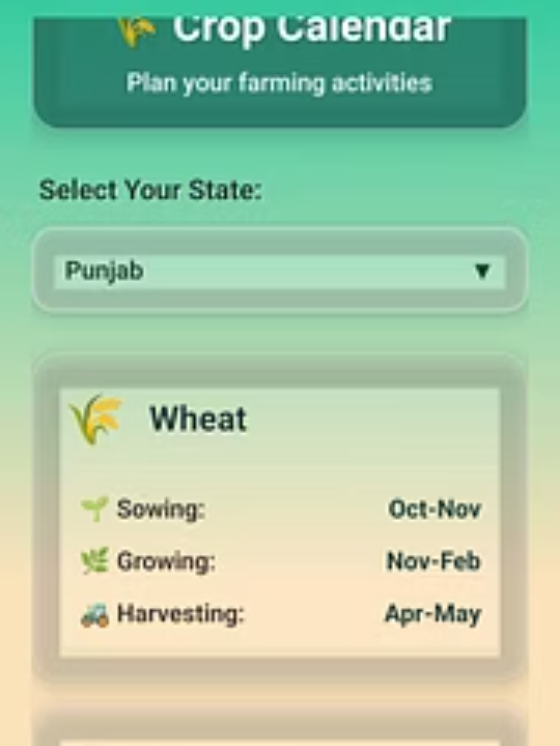 Crop Calendar
Plan your farming activities
Select Your State:
Punjab ▼
Wheat
Sowing: Oct-Nov
Growing: Nov-Feb
Harvesting: Apr-May